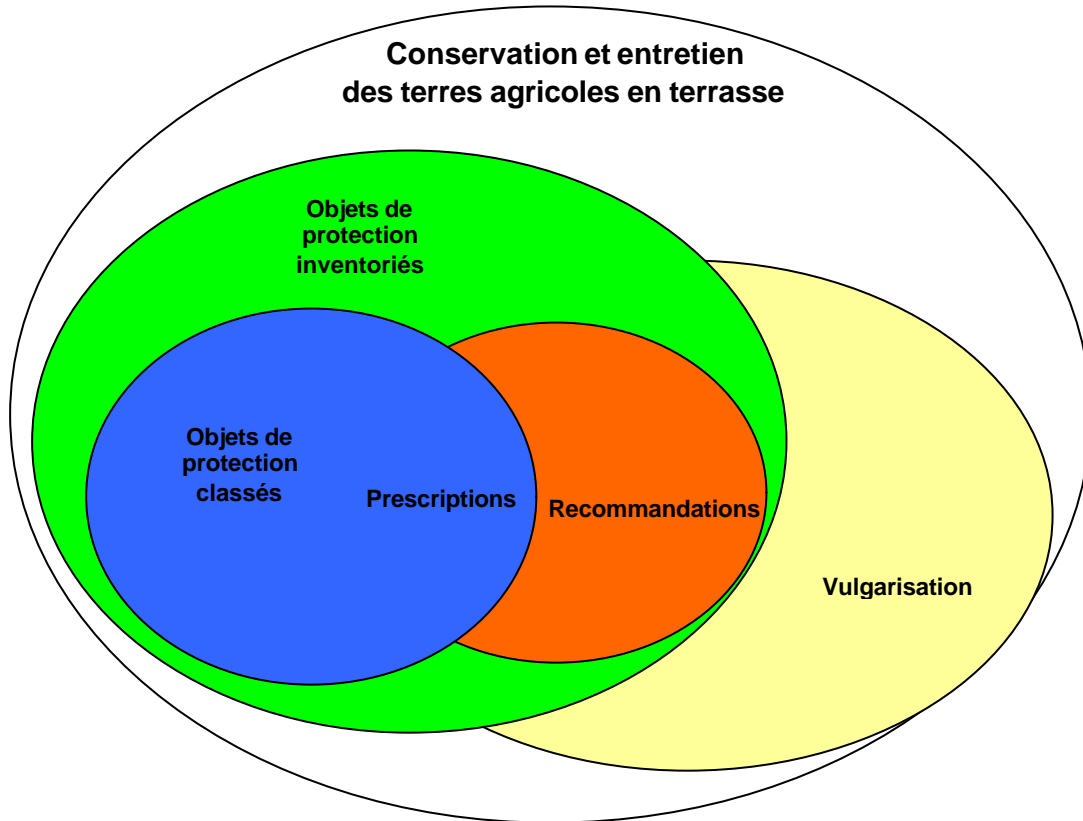 Conservation et entretien
des terres agricoles en terrasse
Objets de
protection
inventoriés
Objets de
protection
classés
Prescriptions
Recommandations
Vulgarisation